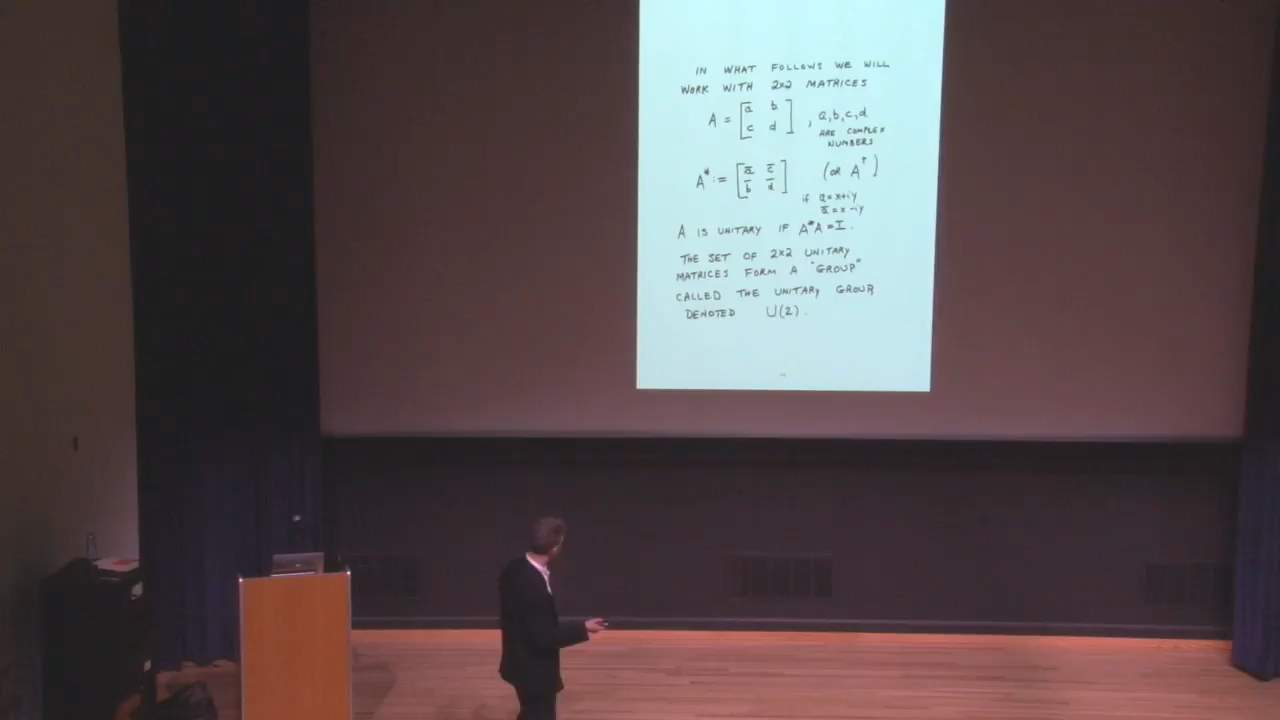 IN WHAT FOLLOWS WE WILL
WORK WITH 2×2 MATRICES
A = [a b
c d] , a,b,c,d
ARE COMPLEX
NUMBERS
A* := [a̅ c̅
b̅ d̅] (OR A†)
if a=x+iy
a̅=x-iy
A IS UNITARY IF A*A=I.
THE SET OF 2×2 UNITARY
MATRICES FORM A "GROUP"
CALLED THE UNITARY GROUP,
DENOTED U(2).